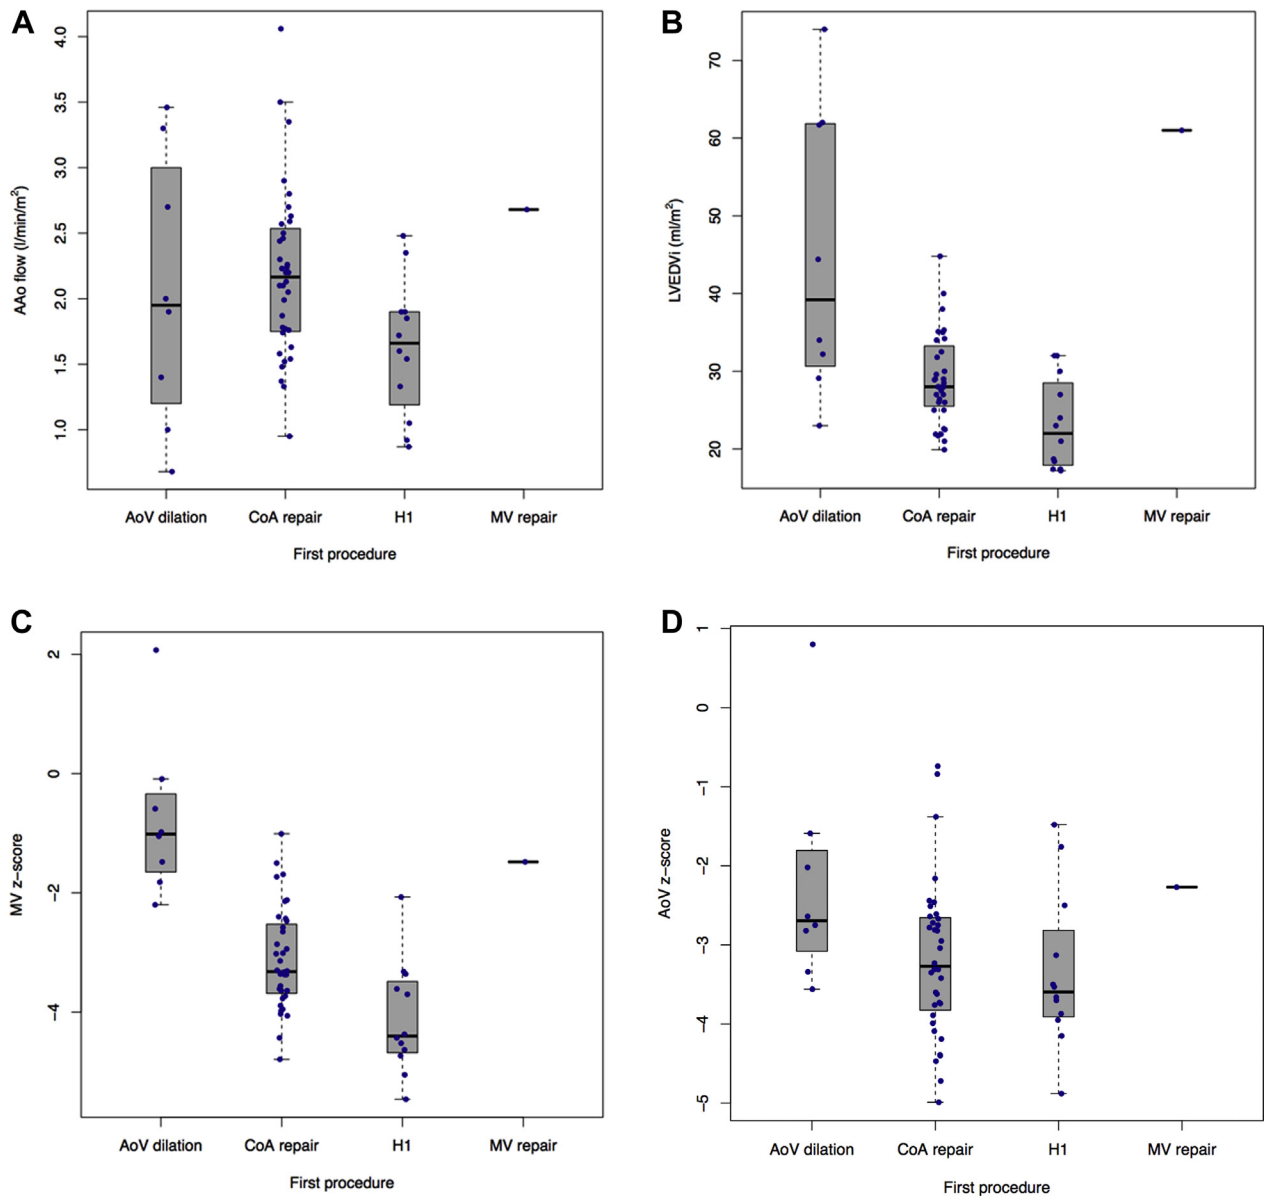 A
AAo flow (l/min/m²)
4.0
3.5
3.0
2.5
2.0
1.5
1.0
AoV dilation CoA repair H1 MV repair
First procedure
B
LVEDVi (ml/m²)
70
60
50
40
30
20
AoV dilation CoA repair H1 MV repair
First procedure
C
MV z−score
2
0
−2
−4
AoV dilation CoA repair H1 MV repair
First procedure
D
AoV z−score
1
0
−1
−2
−3
−4
−5
AoV dilation CoA repair H1 MV repair
First procedure